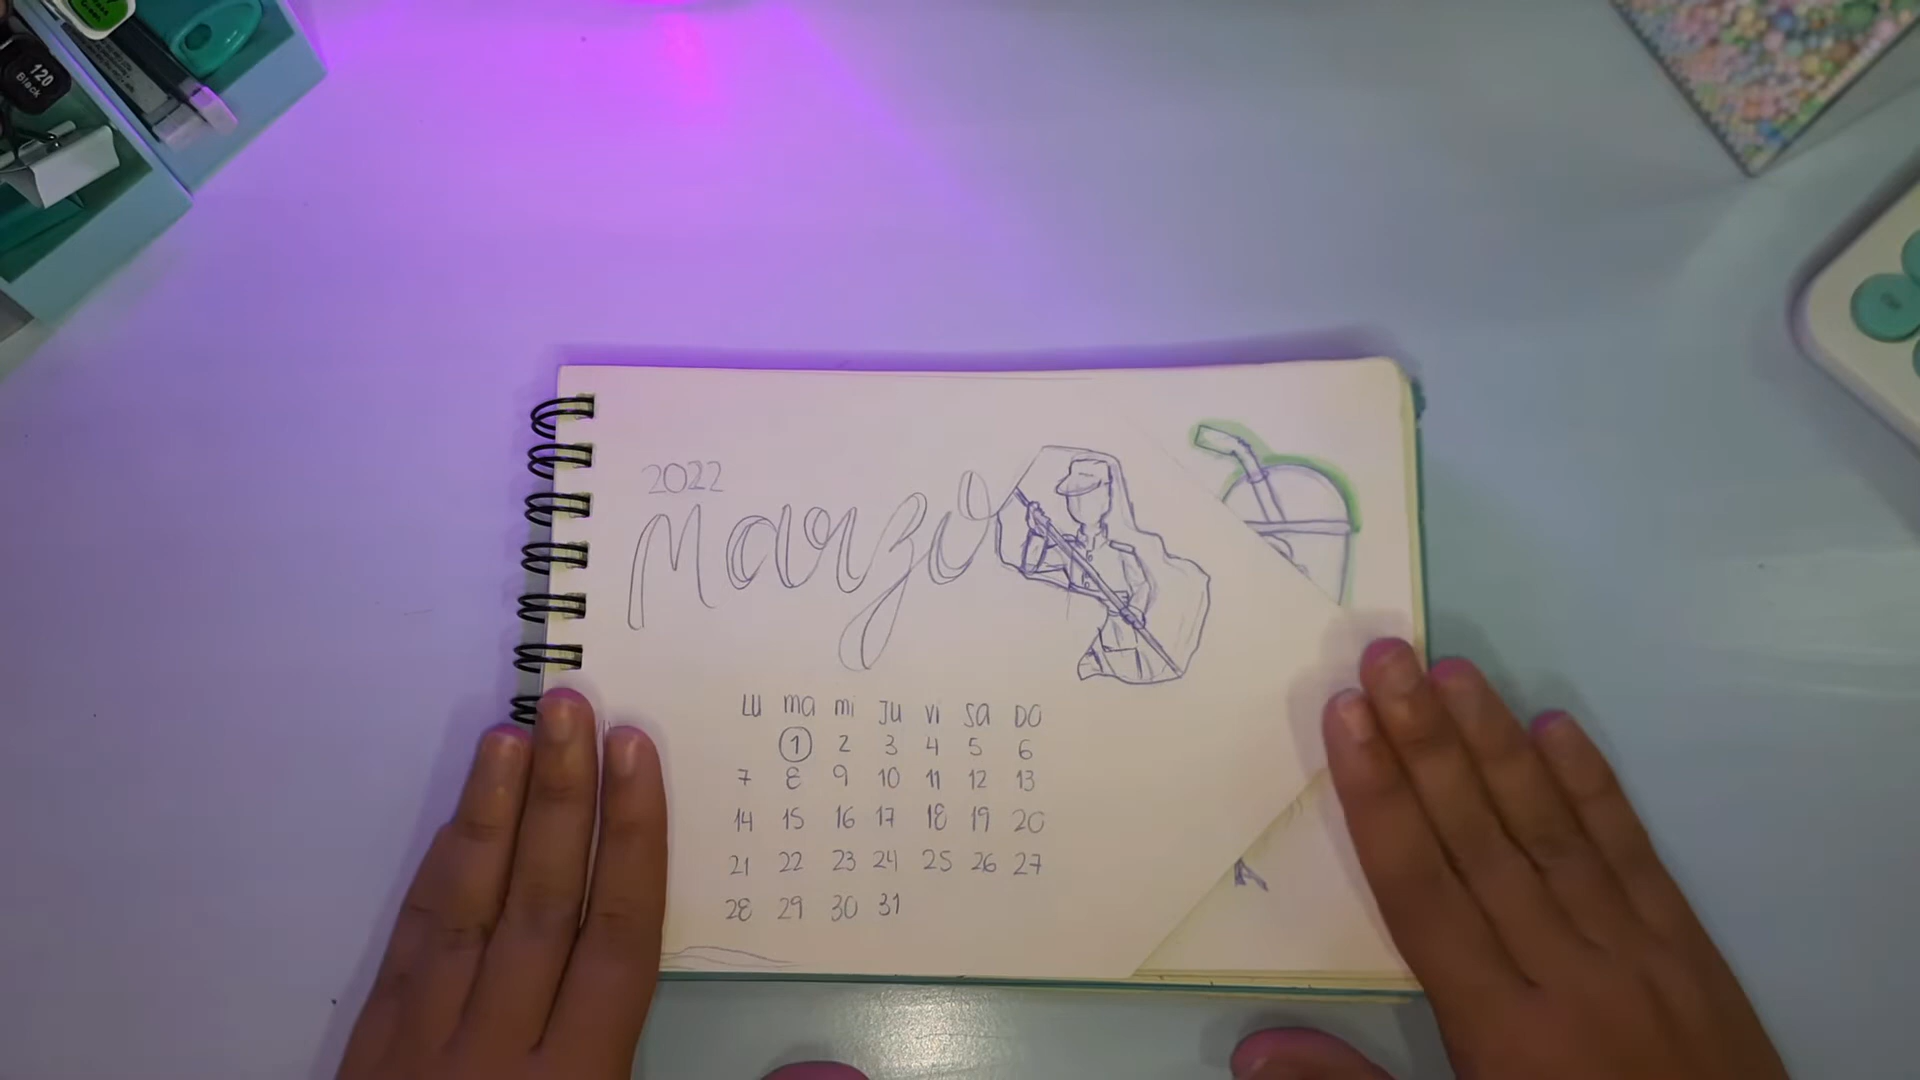 120
Black
2022
Marzo
LU ma mi JU Vi Sa DO
1 2 3 4 5 6
7 8 9 10 11 12 13
14 15 16 17 18 19 20
21 22 23 24 25 26 27
28 29 30 31
A